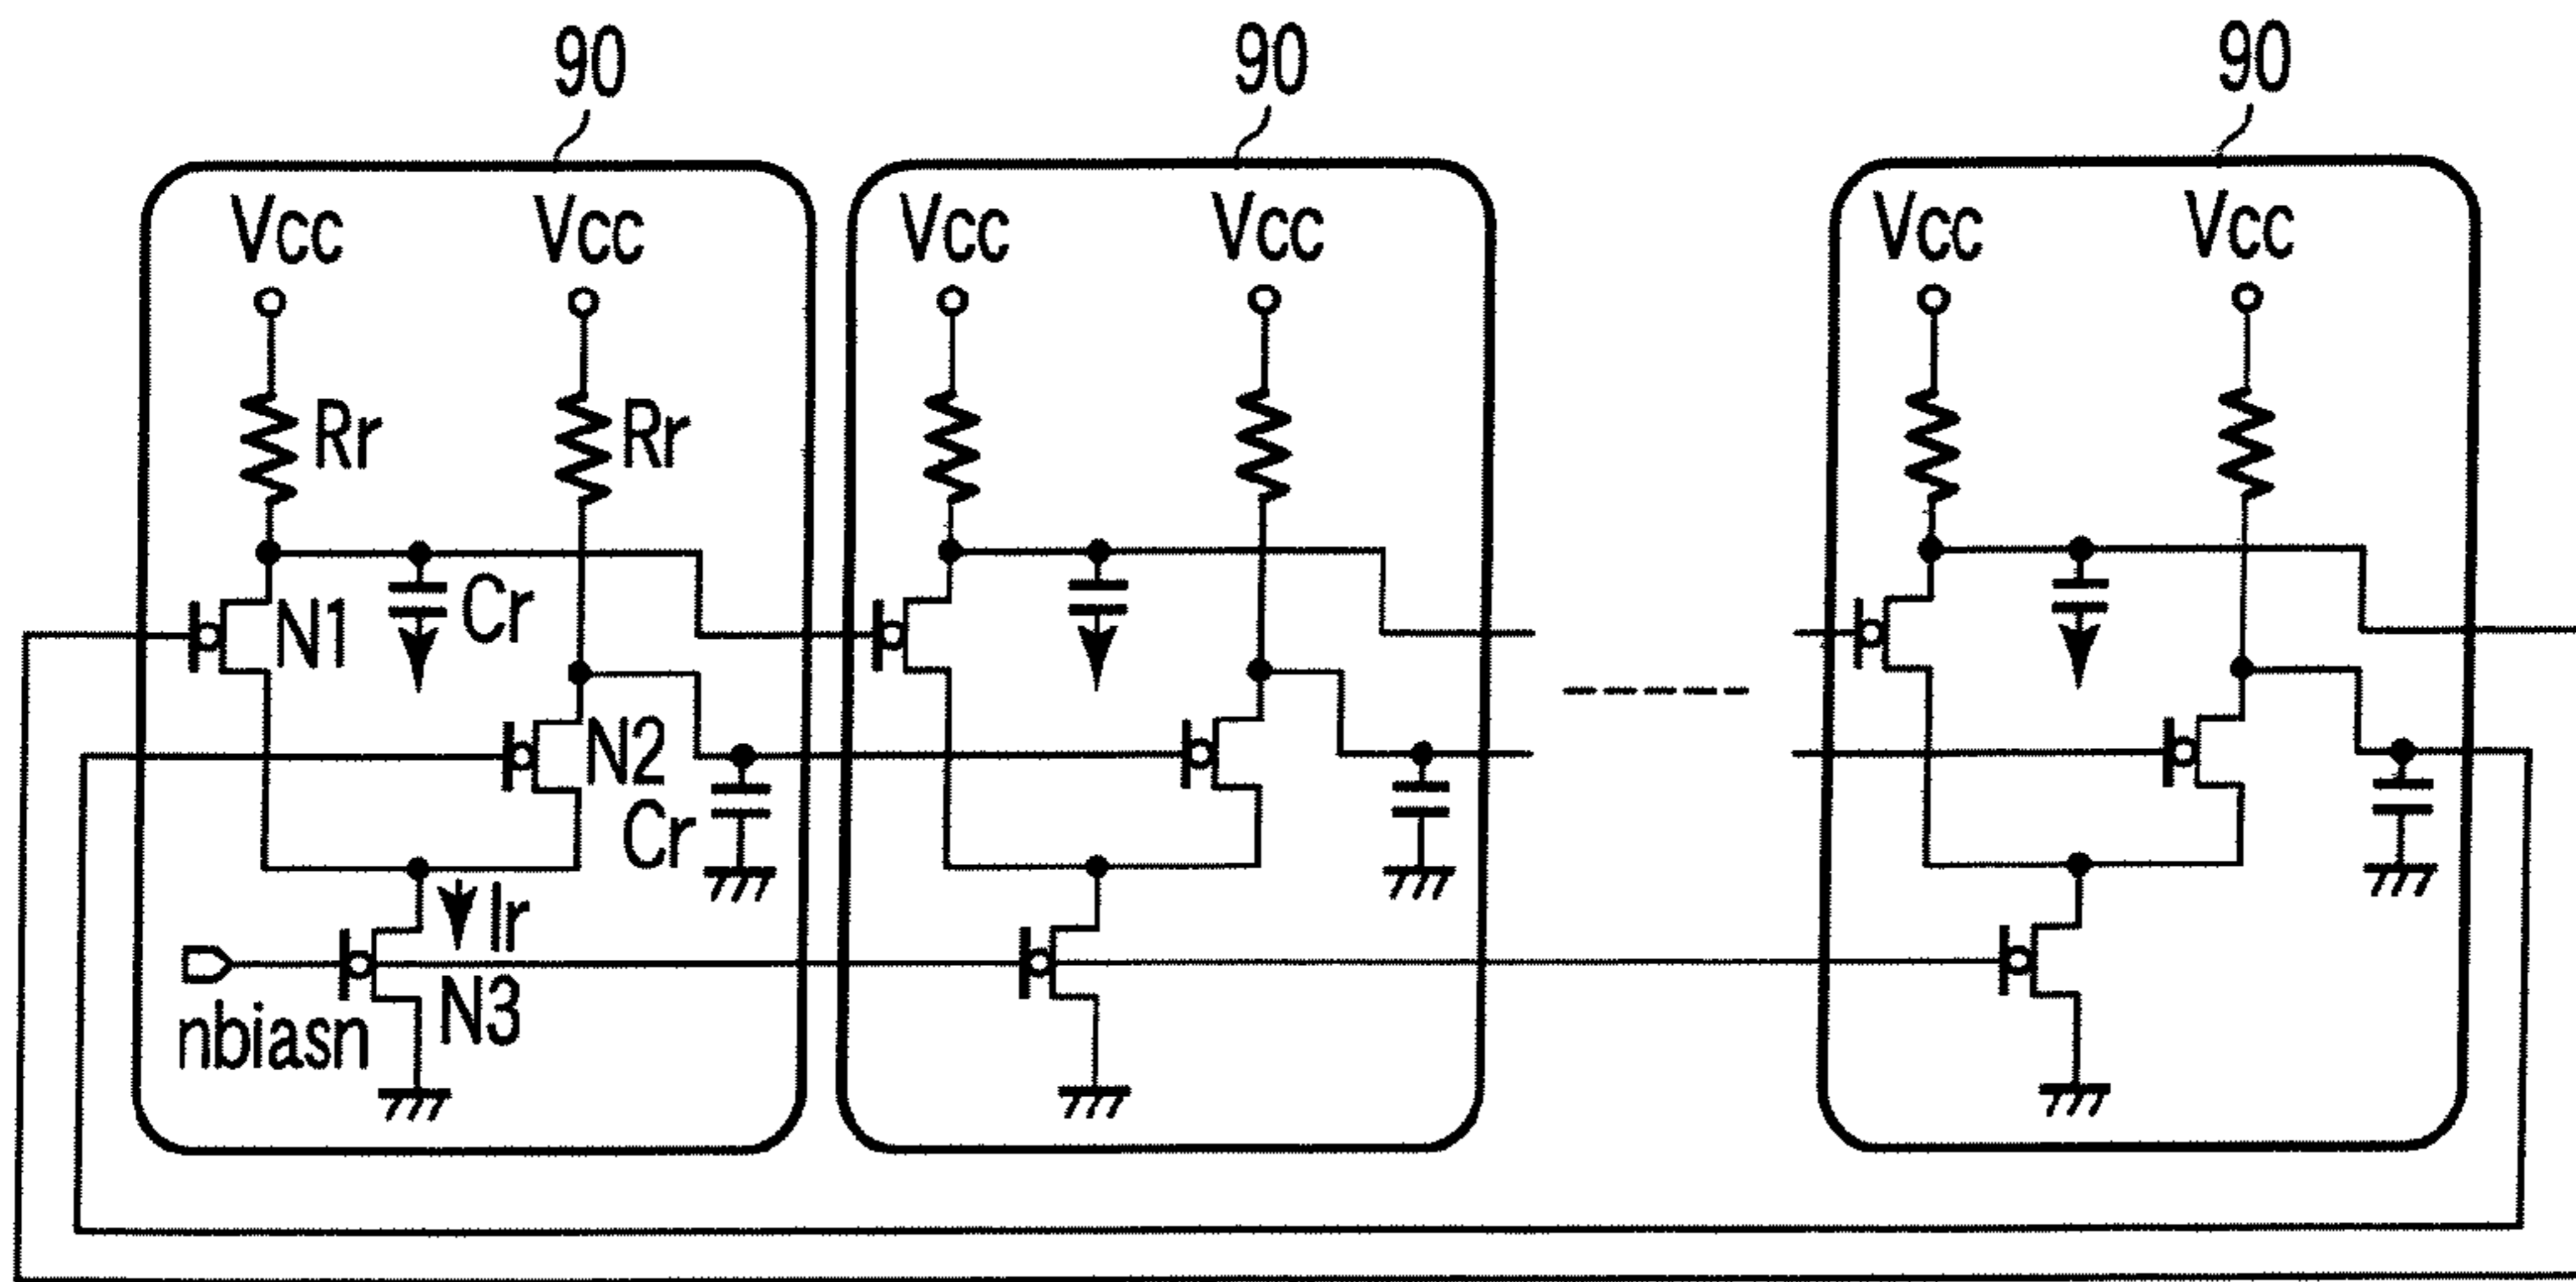 90 90 90
Vcc Vcc Vcc Vcc Vcc Vcc
Rr Rr
Cr
N1
N2
Cr
Ir
N3
nbiasn